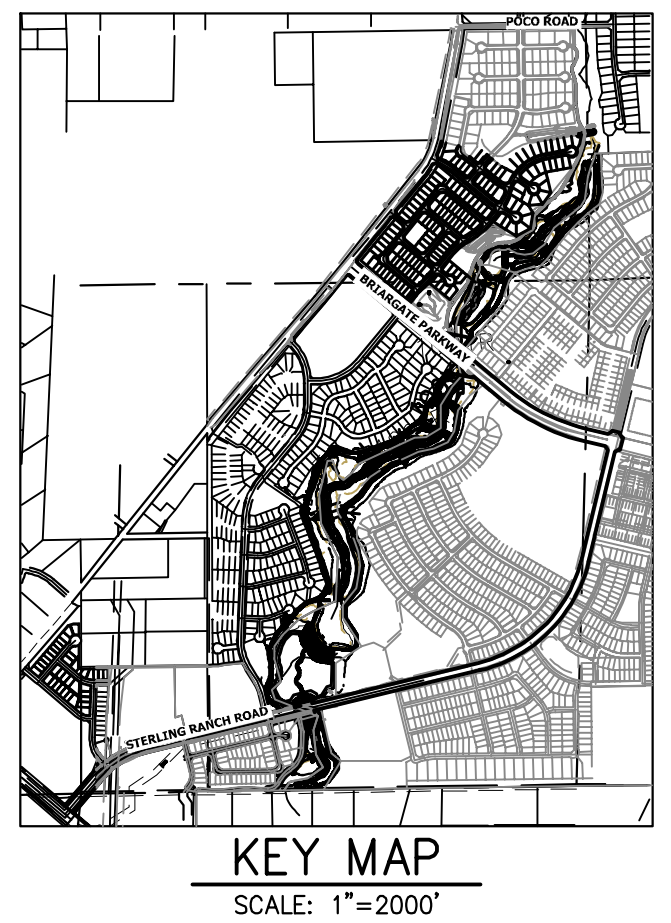 POCO ROAD
BRIARGATE PARKWAY
STERLING RANCH ROAD
KEY MAP
SCALE: 1"=2000'